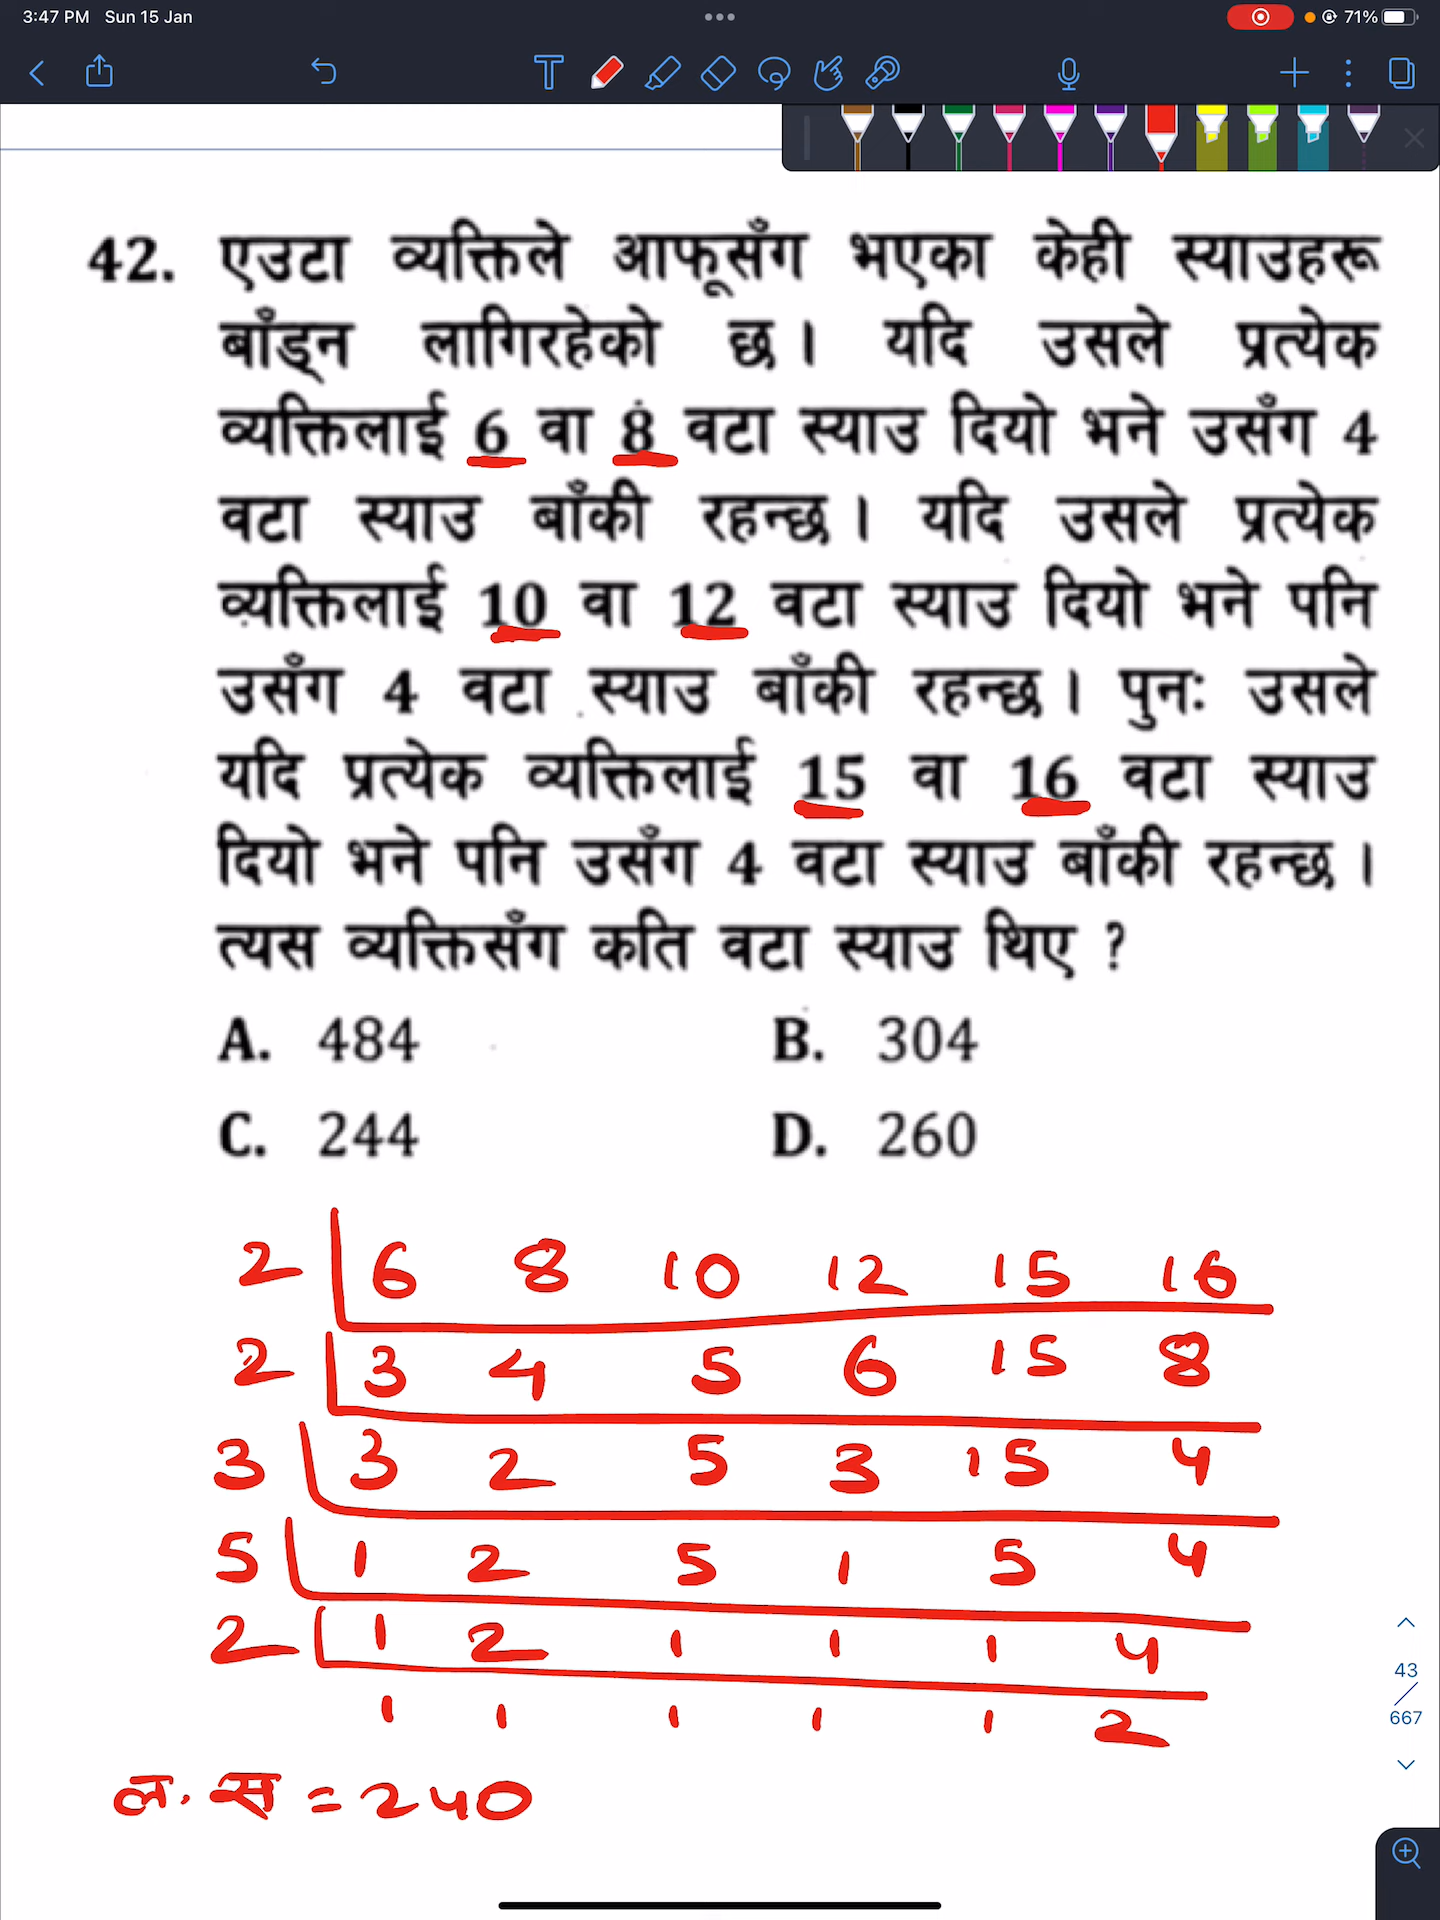 3:47 PM Sun 15 Jan
71%
42. एउटा व्यक्तिले आफूसँग भएका केही स्याउहरू
बाँड्न लागिरहेको छ। यदि उसले प्रत्येक
व्यक्तिलाई 6 वा 8 वटा स्याउ दियो भने उसँग 4
वटा स्याउ बाँकी रहन्छ। यदि उसले प्रत्येक
व्यक्तिलाई 10 वा 12 वटा स्याउ दियो भने पनि
उसँग 4 वटा स्याउ बाँकी रहन्छ। पुनः उसले
यदि प्रत्येक व्यक्तिलाई 15 वा 16 वटा स्याउ
दियो भने पनि उसँग 4 वटा स्याउ बाँकी रहन्छ।
त्यस व्यक्तिसँग कति वटा स्याउ थिए ?
A. 484 B. 304
C. 244 D. 260
2 6 8 10 12 15 16
2 3 4 5 6 15 8
3 3 2 5 3 15 4
5 1 2 5 1 5 4
2 1 2 1 1 1 4
1 1 1 1 1 2
ल. स = 240
43
667